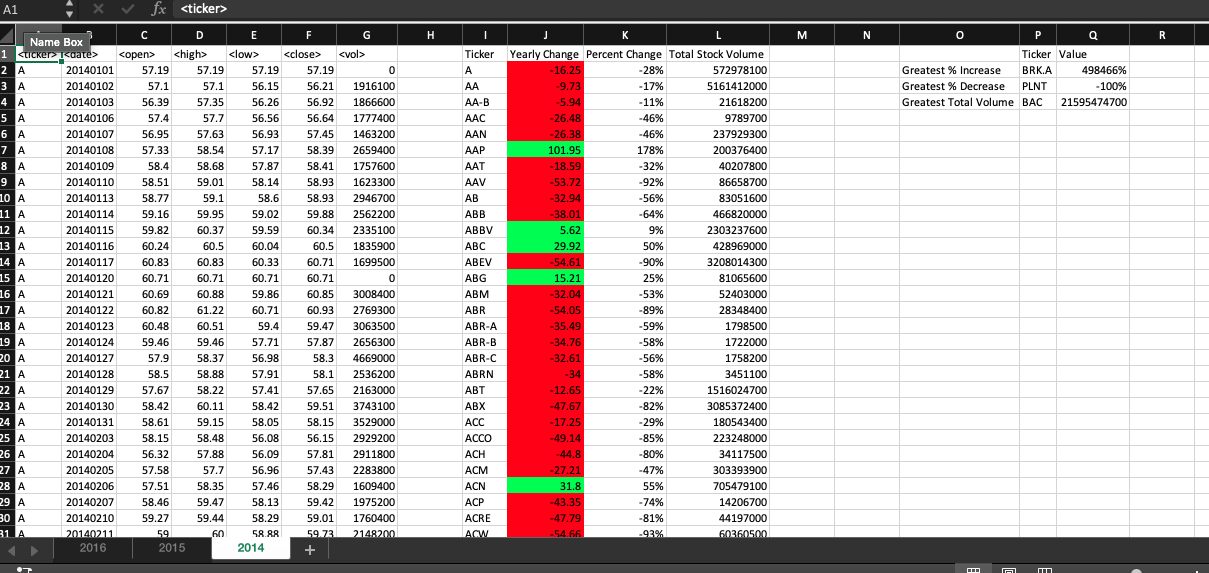 A1 fx <ticker>
A B C D E F G H I J K L M N O P Q R
Name Box
1 <ticker> <date> <open> <high> <low> <close> <vol> Ticker Yearly Change Percent Change Total Stock Volume Ticker Value
2 A 20140101 57.19 57.19 57.19 57.19 0 A -16.25 -28% 572978100 Greatest % Increase BRK.A 498466%
3 A 20140102 57.1 57.1 56.15 56.21 1916100 AA -9.73 -17% 5161412000 Greatest % Decrease PLNT -100%
4 A 20140103 56.39 57.35 56.26 56.92 1866600 AA-B -5.94 -11% 21618200 Greatest Total Volume BAC 21595474700
5 A 20140106 57.4 57.7 56.56 56.64 1777400 AAC -26.48 -46% 9789700
6 A 20140107 56.95 57.63 56.93 57.45 1463200 AAN -26.38 -46% 237929300
7 A 20140108 57.33 58.54 57.17 58.39 2659400 AAP 101.95 178% 200376400
8 A 20140109 58.4 58.68 57.87 58.41 1757600 AAT -18.59 -32% 40207800
9 A 20140110 58.51 59.01 58.14 58.93 1623300 AAV -53.72 -92% 86658700
10 A 20140113 58.77 59.1 58.6 58.93 2946700 AB -32.94 -56% 83051600
11 A 20140114 59.16 59.95 59.02 59.88 2562200 ABB -38.01 -64% 466820000
12 A 20140115 59.82 60.37 59.59 60.34 2335100 ABBV 5.62 9% 2303237600
13 A 20140116 60.24 60.5 60.04 60.5 1835900 ABC 29.92 50% 428969000
14 A 20140117 60.83 60.83 60.33 60.71 1699500 ABEV -54.61 -90% 3208014300
15 A 20140120 60.71 60.71 60.71 60.71 0 ABG 15.21 25% 81065600
16 A 20140121 60.69 60.88 59.86 60.85 3008400 ABM -32.04 -53% 52403000
17 A 20140122 60.82 61.22 60.71 60.93 2769300 ABR -54.05 -89% 28348400
18 A 20140123 60.48 60.51 59.4 59.47 3063500 ABR-A -35.49 -59% 1798500
19 A 20140124 59.46 59.46 57.71 57.87 2656300 ABR-B -34.76 -58% 1722000
20 A 20140127 57.9 58.37 56.98 58.3 4669000 ABR-C -32.61 -56% 1758200
21 A 20140128 58.5 58.88 57.91 58.1 2536200 ABRN -34 -58% 3451100
22 A 20140129 57.67 58.22 57.41 57.65 2163000 ABT -12.65 -22% 1516024700
23 A 20140130 58.42 60.11 58.42 59.51 3743100 ABX -47.67 -82% 3085372400
24 A 20140131 58.61 59.15 58.05 58.15 3529000 ACC -17.25 -29% 180543400
25 A 20140203 58.15 58.48 56.08 56.15 2929200 ACCO -49.14 -85% 223248000
26 A 20140204 56.32 57.88 56.09 57.81 2911800 ACH -44.8 -80% 34117500
27 A 20140205 57.58 57.7 56.96 57.43 2283800 ACM -27.21 -47% 303393900
28 A 20140206 57.51 58.35 57.46 58.29 1609400 ACN 31.8 55% 705479100
29 A 20140207 58.46 59.47 58.13 59.42 1975200 ACP -43.35 -74% 14206700
30 A 20140210 59.27 59.44 58.29 59.01 1760400 ACRE -47.79 -81% 44197000
31 A 20140211 59 60 58.88 59.73 2148200 ACW -54.66 -93% 60360500
2016 2015 2014 +